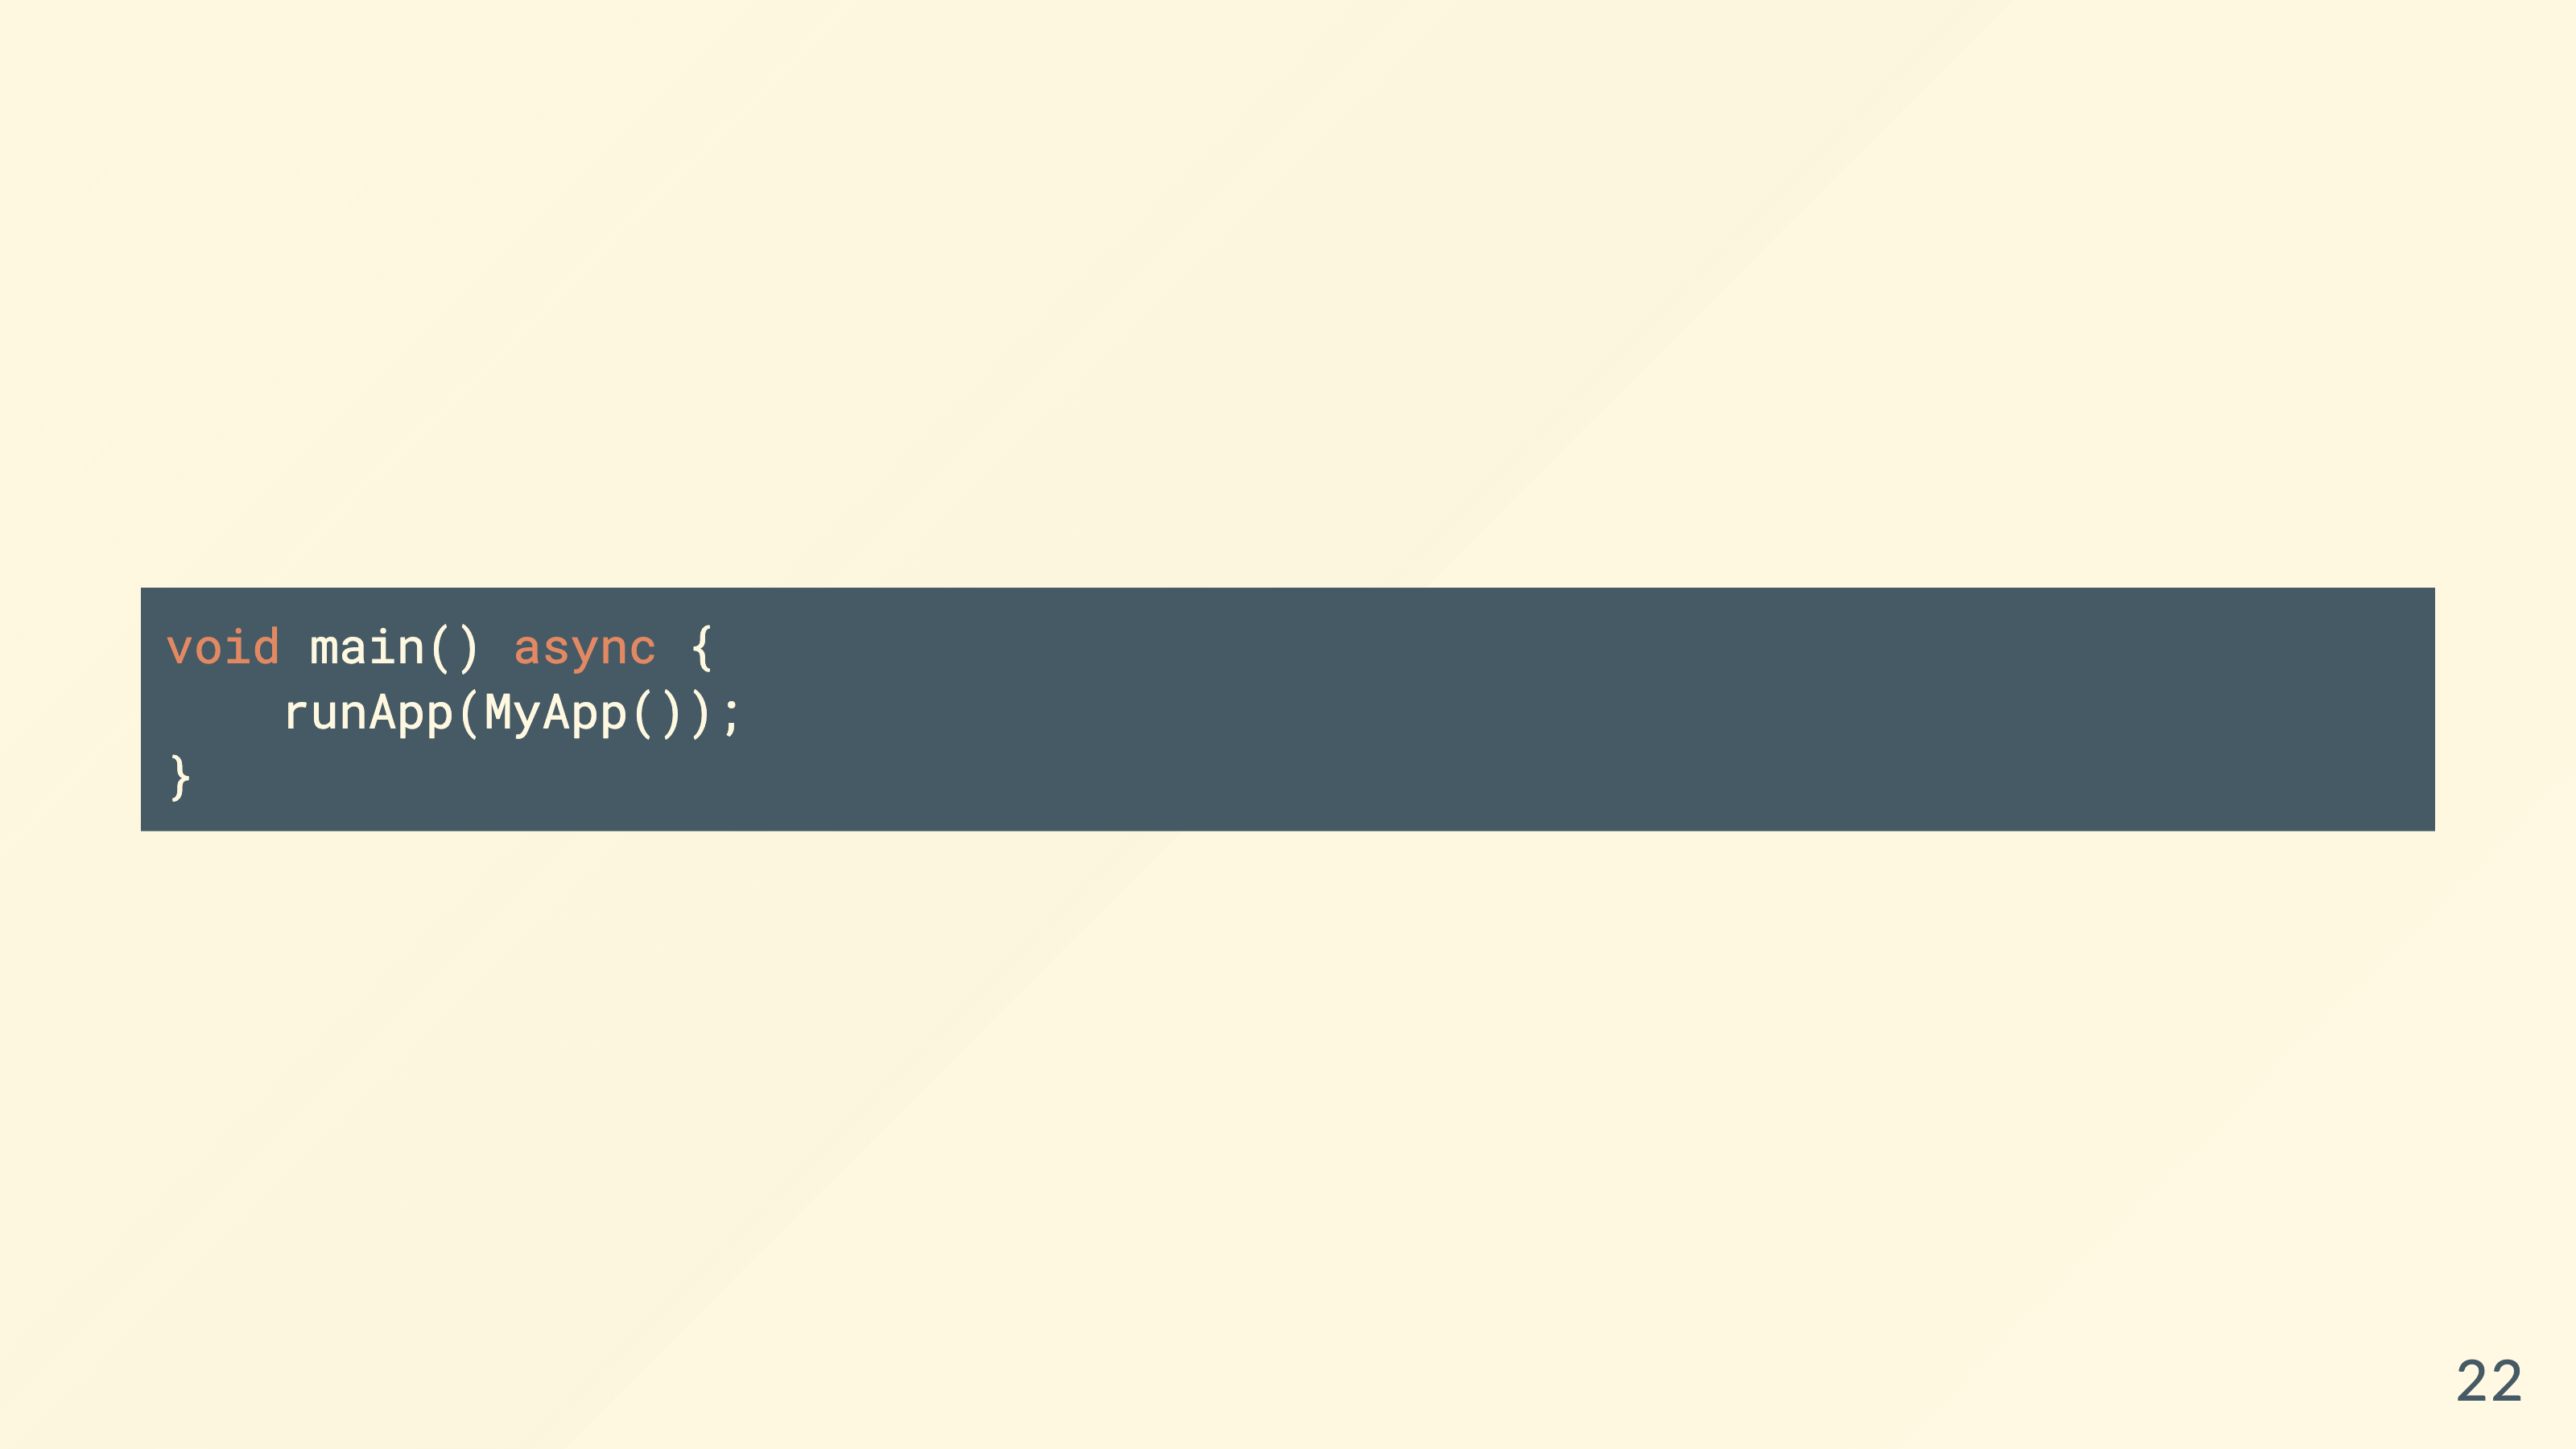 void main() async {
    runApp(MyApp());
}
22